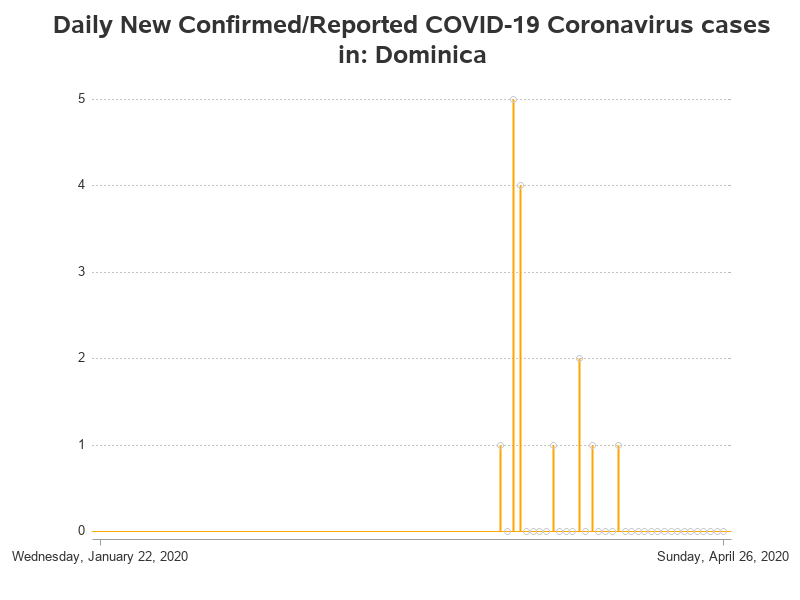 Daily New Confirmed/Reported COVID-19 Coronavirus cases
in: Dominica
5
4
3
2
1
0
Wednesday, January 22, 2020
Sunday, April 26, 2020